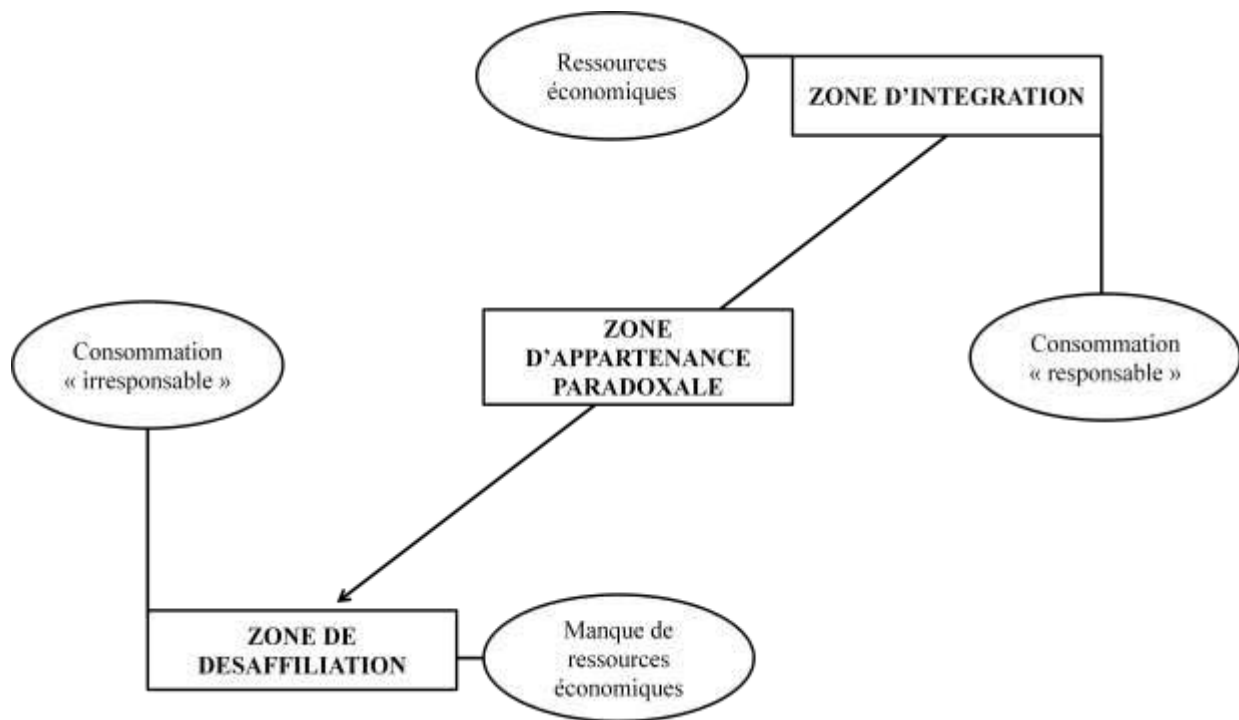 Ressources
économiques
ZONE D'INTEGRATION
ZONE
D'APPARTENANCE
PARADOXALE
Consommation
« irresponsable »
Consommation
« responsable »
ZONE DE
DESAFFILIATION
Manque de
ressources
économiques